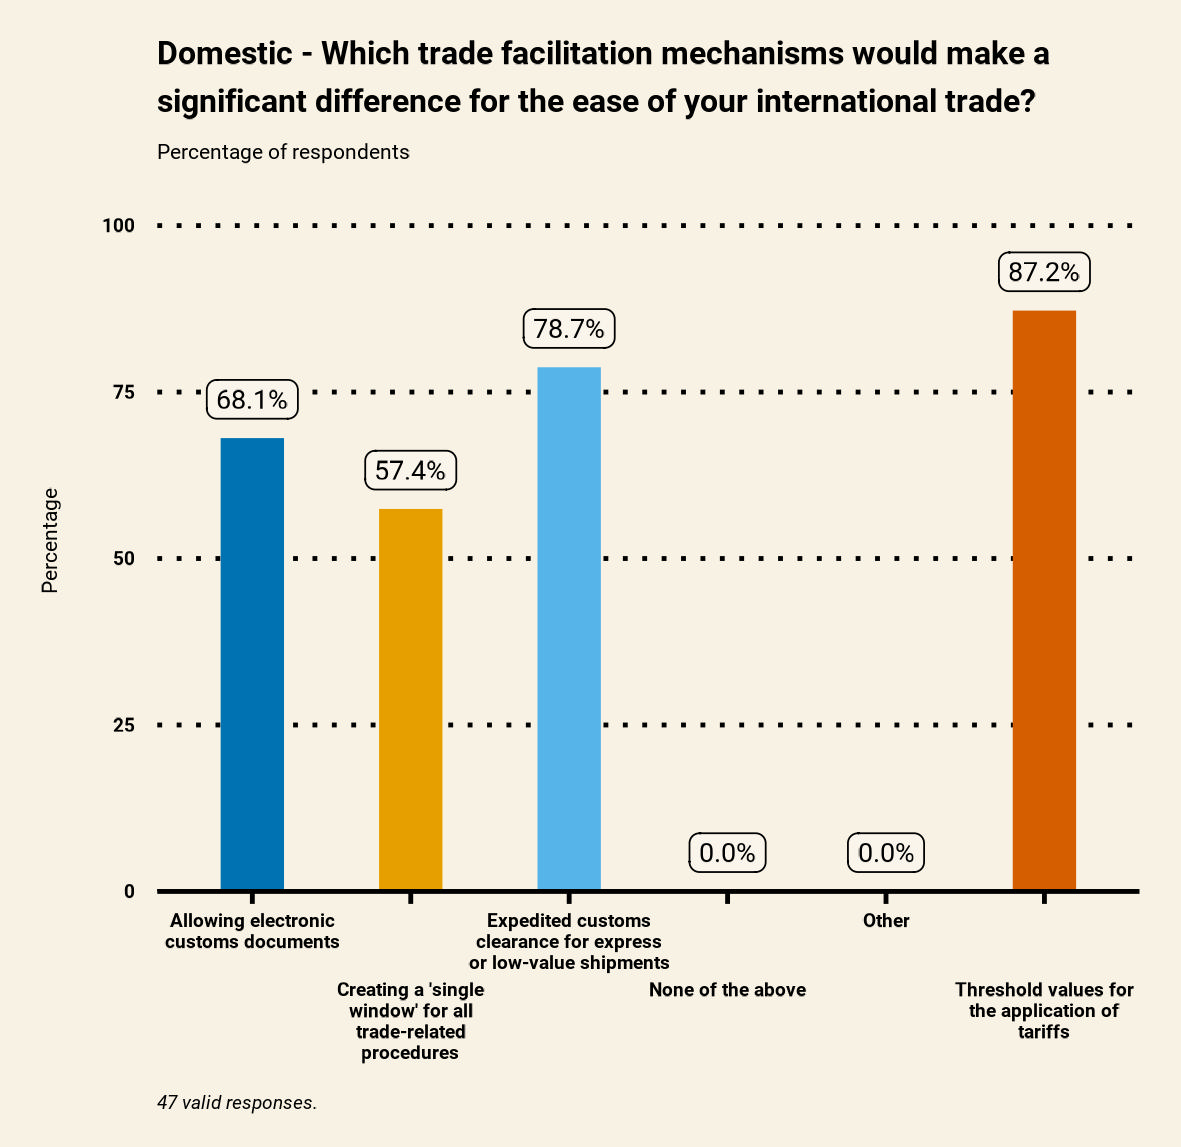 Domestic - Which trade facilitation mechanisms would make a
significant difference for the ease of your international trade?
Percentage of respondents
Percentage
100
75
50
25
0
68.1%
57.4%
78.7%
0.0%
0.0%
87.2%
Allowing electronic
customs documents
Creating a 'single
window' for all
trade-related
procedures
Expedited customs
clearance for express
or low-value shipments
None of the above
Other
Threshold values for
the application of
tariffs
47 valid responses.